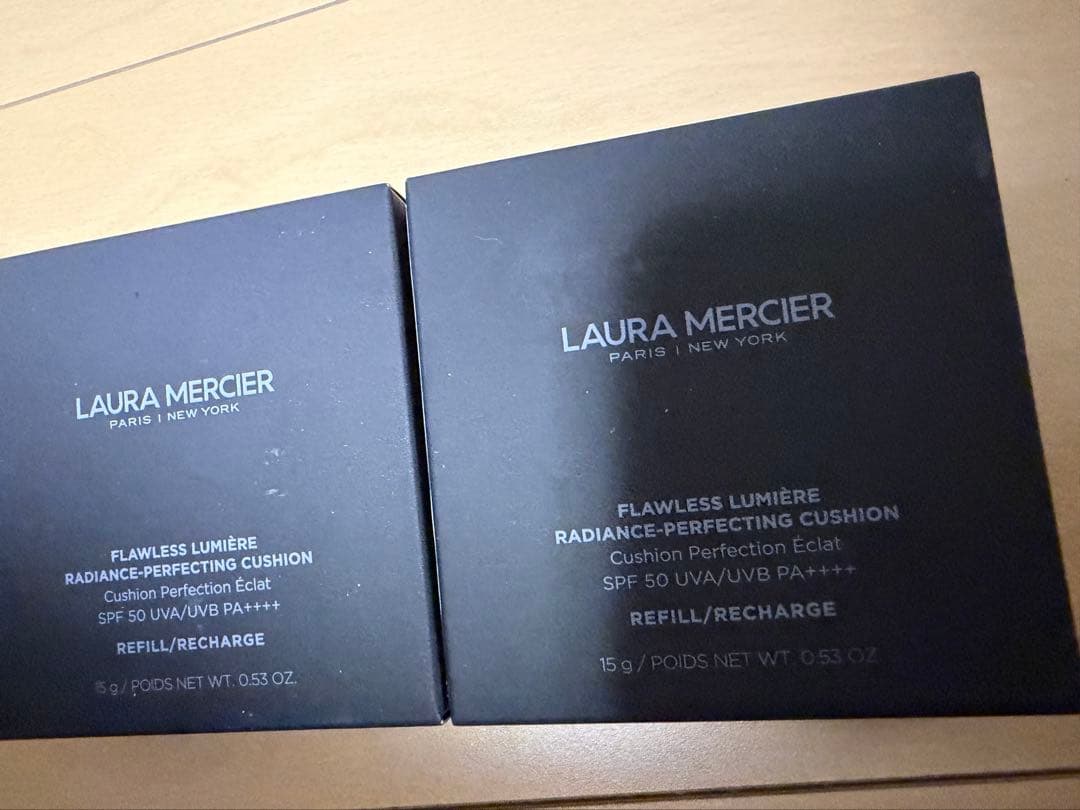 LAURA MERCIER
PARIS | NEW YORK
FLAWLESS LUMIÈRE
RADIANCE-PERFECTING CUSHION
Cushion Perfection Éclat
SPF 50 UVA/UVB PA++++
REFILL/RECHARGE
15 g / POIDS NET WT. 0.53 OZ.
LAURA MERCIER
PARIS | NEW YORK
FLAWLESS LUMIÈRE
RADIANCE-PERFECTING CUSHION
Cushion Perfection Éclat
SPF 50 UVA/UVB PA++++
REFILL/RECHARGE
15 g / POIDS NET WT. 0.53 OZ